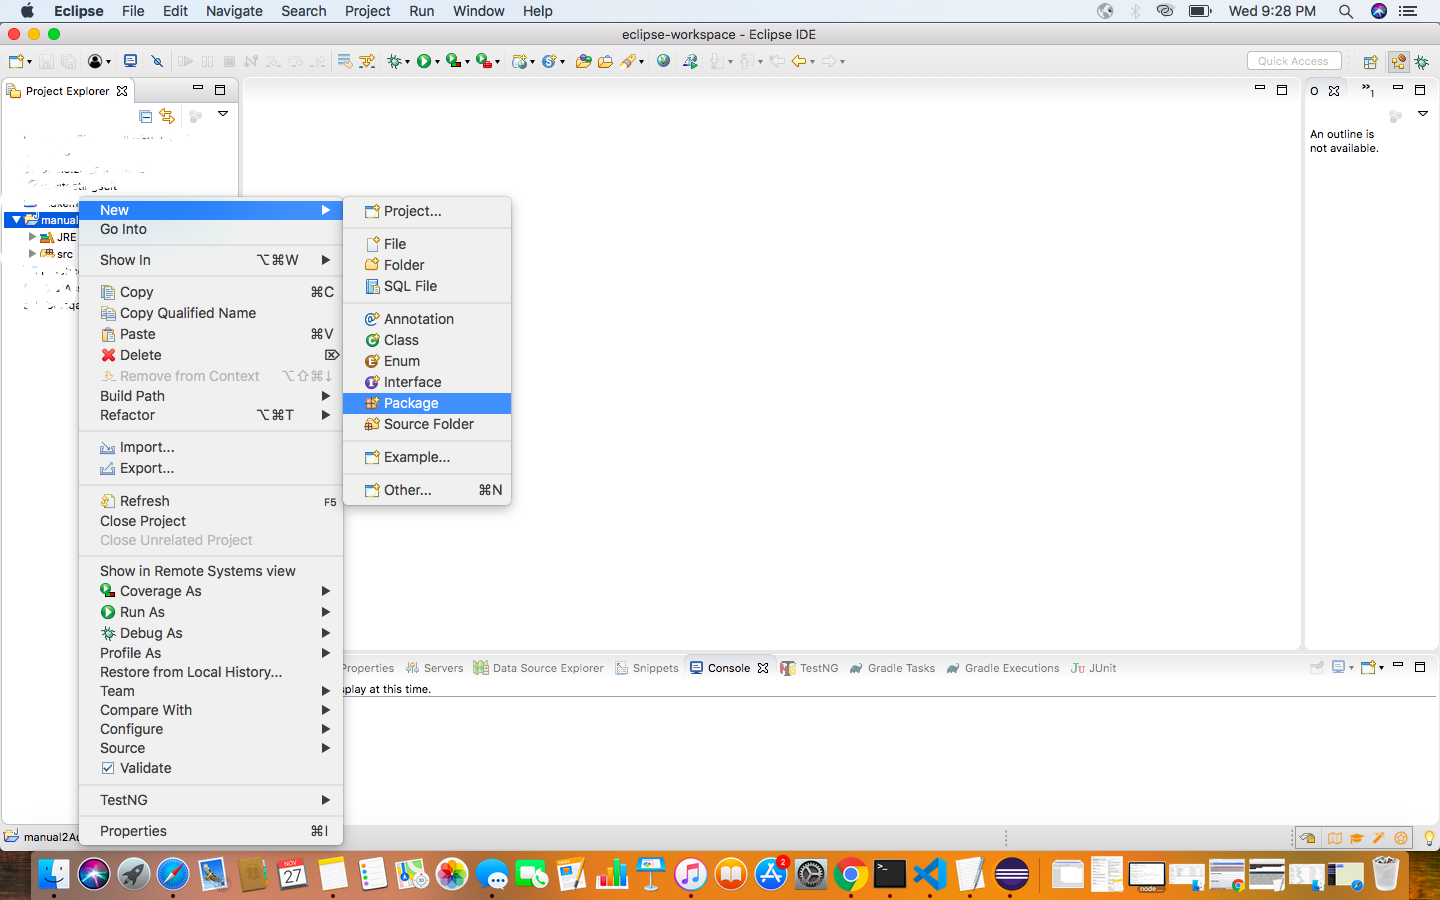 Eclipse File Edit Navigate Search Project Run Window Help Wed 9:28 PM
eclipse-workspace - Eclipse IDE
Quick Access
Project Explorer
O
1
An outline is
not available.
manual
JRE
src
New
Go Into
Show In ⌥⌘W
Copy ⌘C
Copy Qualified Name
Paste ⌘V
Delete ⌦
Remove from Context ⌥⇧⌘↓
Build Path
Refactor ⌥⌘T
Import...
Export...
Refresh F5
Close Project
Close Unrelated Project
Show in Remote Systems view
Coverage As
Run As
Debug As
Profile As
Restore from Local History...
Team
Compare With
Configure
Source
Validate
TestNG
Properties ⌘I
Project...
File
Folder
SQL File
Annotation
Class
Enum
Interface
Package
Source Folder
Example...
Other... ⌘N
Properties Servers Data Source Explorer Snippets Console TestNG Gradle Tasks Gradle Executions JUnit
splay at this time.
manual2Au
NOV
27
2
node